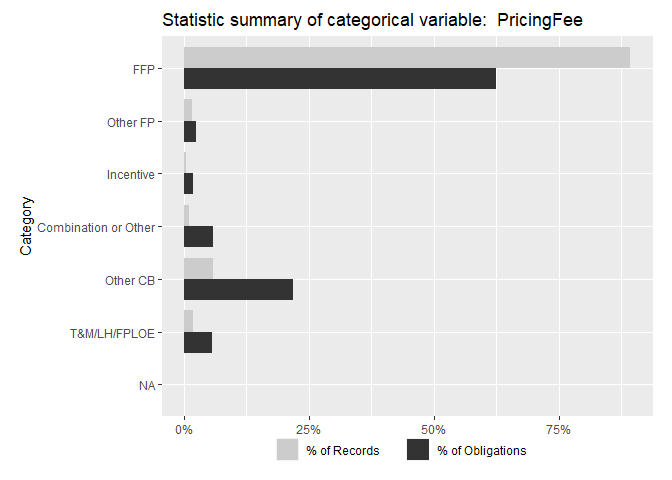 Statistic summary of categorical variable:  PricingFee
Category
FFP
Other FP
Incentive
Combination or Other
Other CB
T&M/LH/FPLOE
NA
0% 25% 50% 75%
% of Records % of Obligations